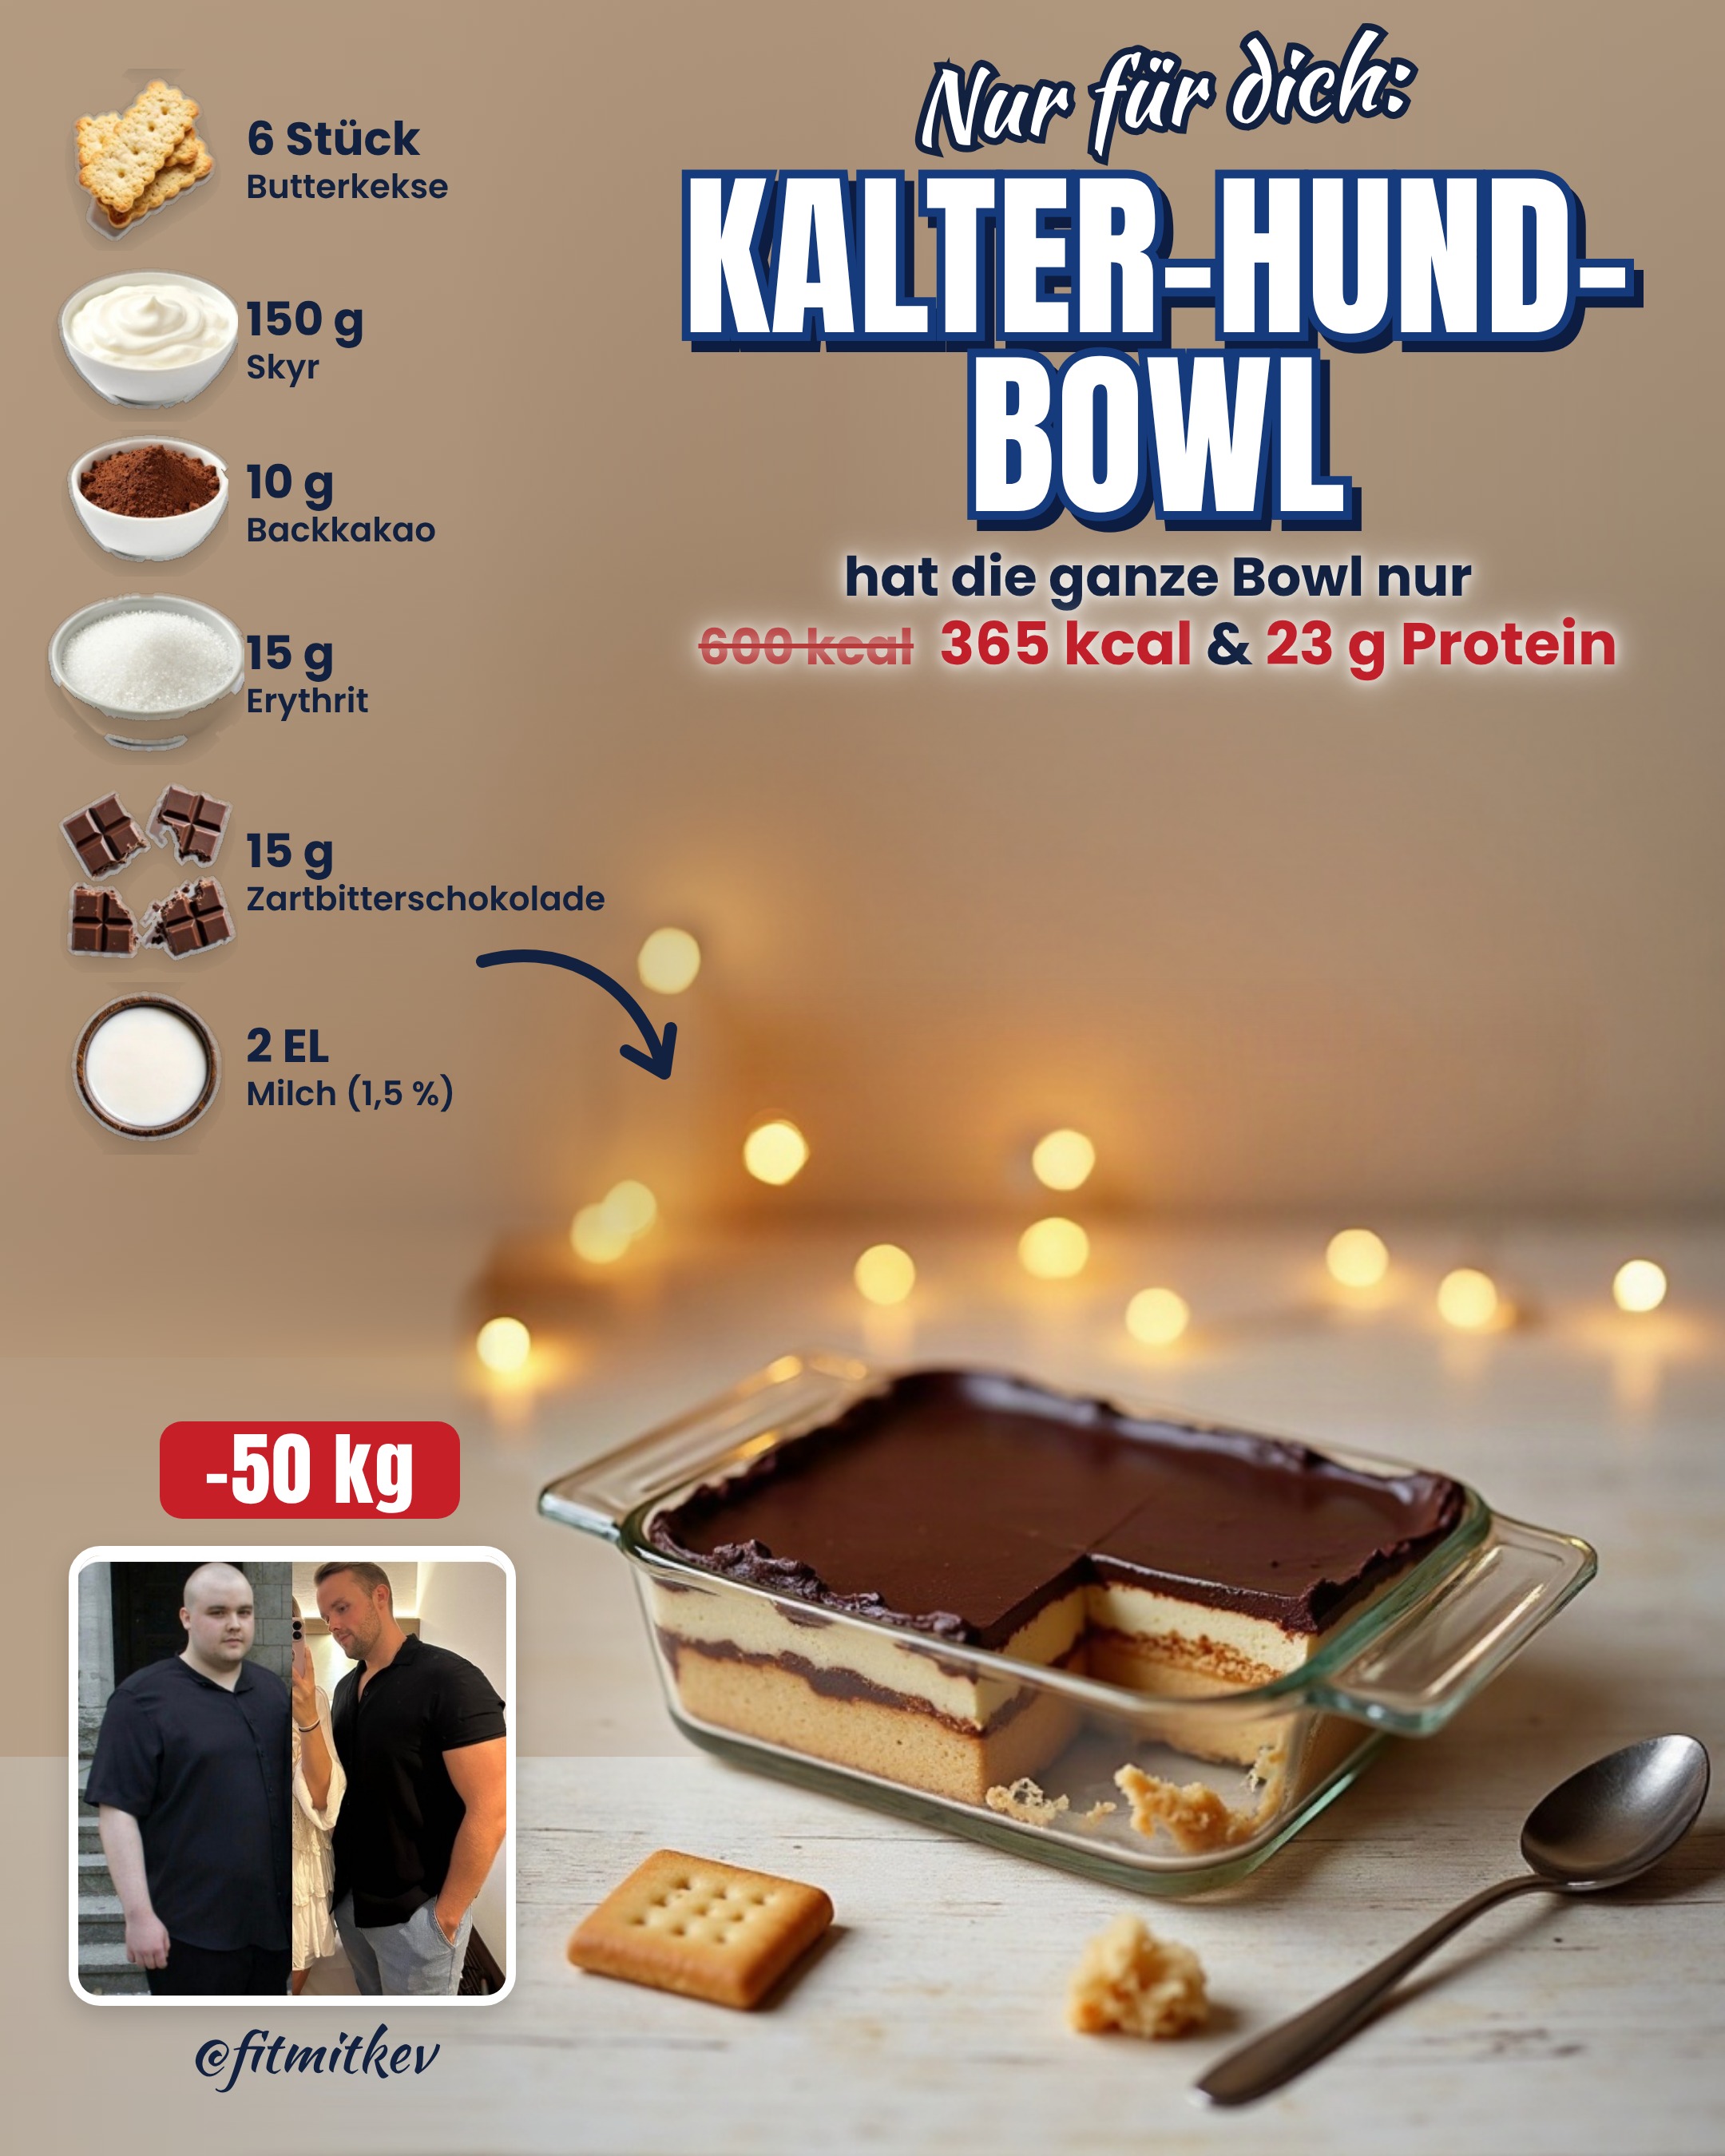 Nur für dich:
KALTER-HUND-
BOWL
hat die ganze Bowl nur
600 kcal 365 kcal & 23 g Protein
6 Stück
Butterkekse
150 g
Skyr
10 g
Backkakao
15 g
Erythrit
15 g
Zartbitterschokolade
2 EL
Milch (1,5 %)
-50 kg
@fitmitkev